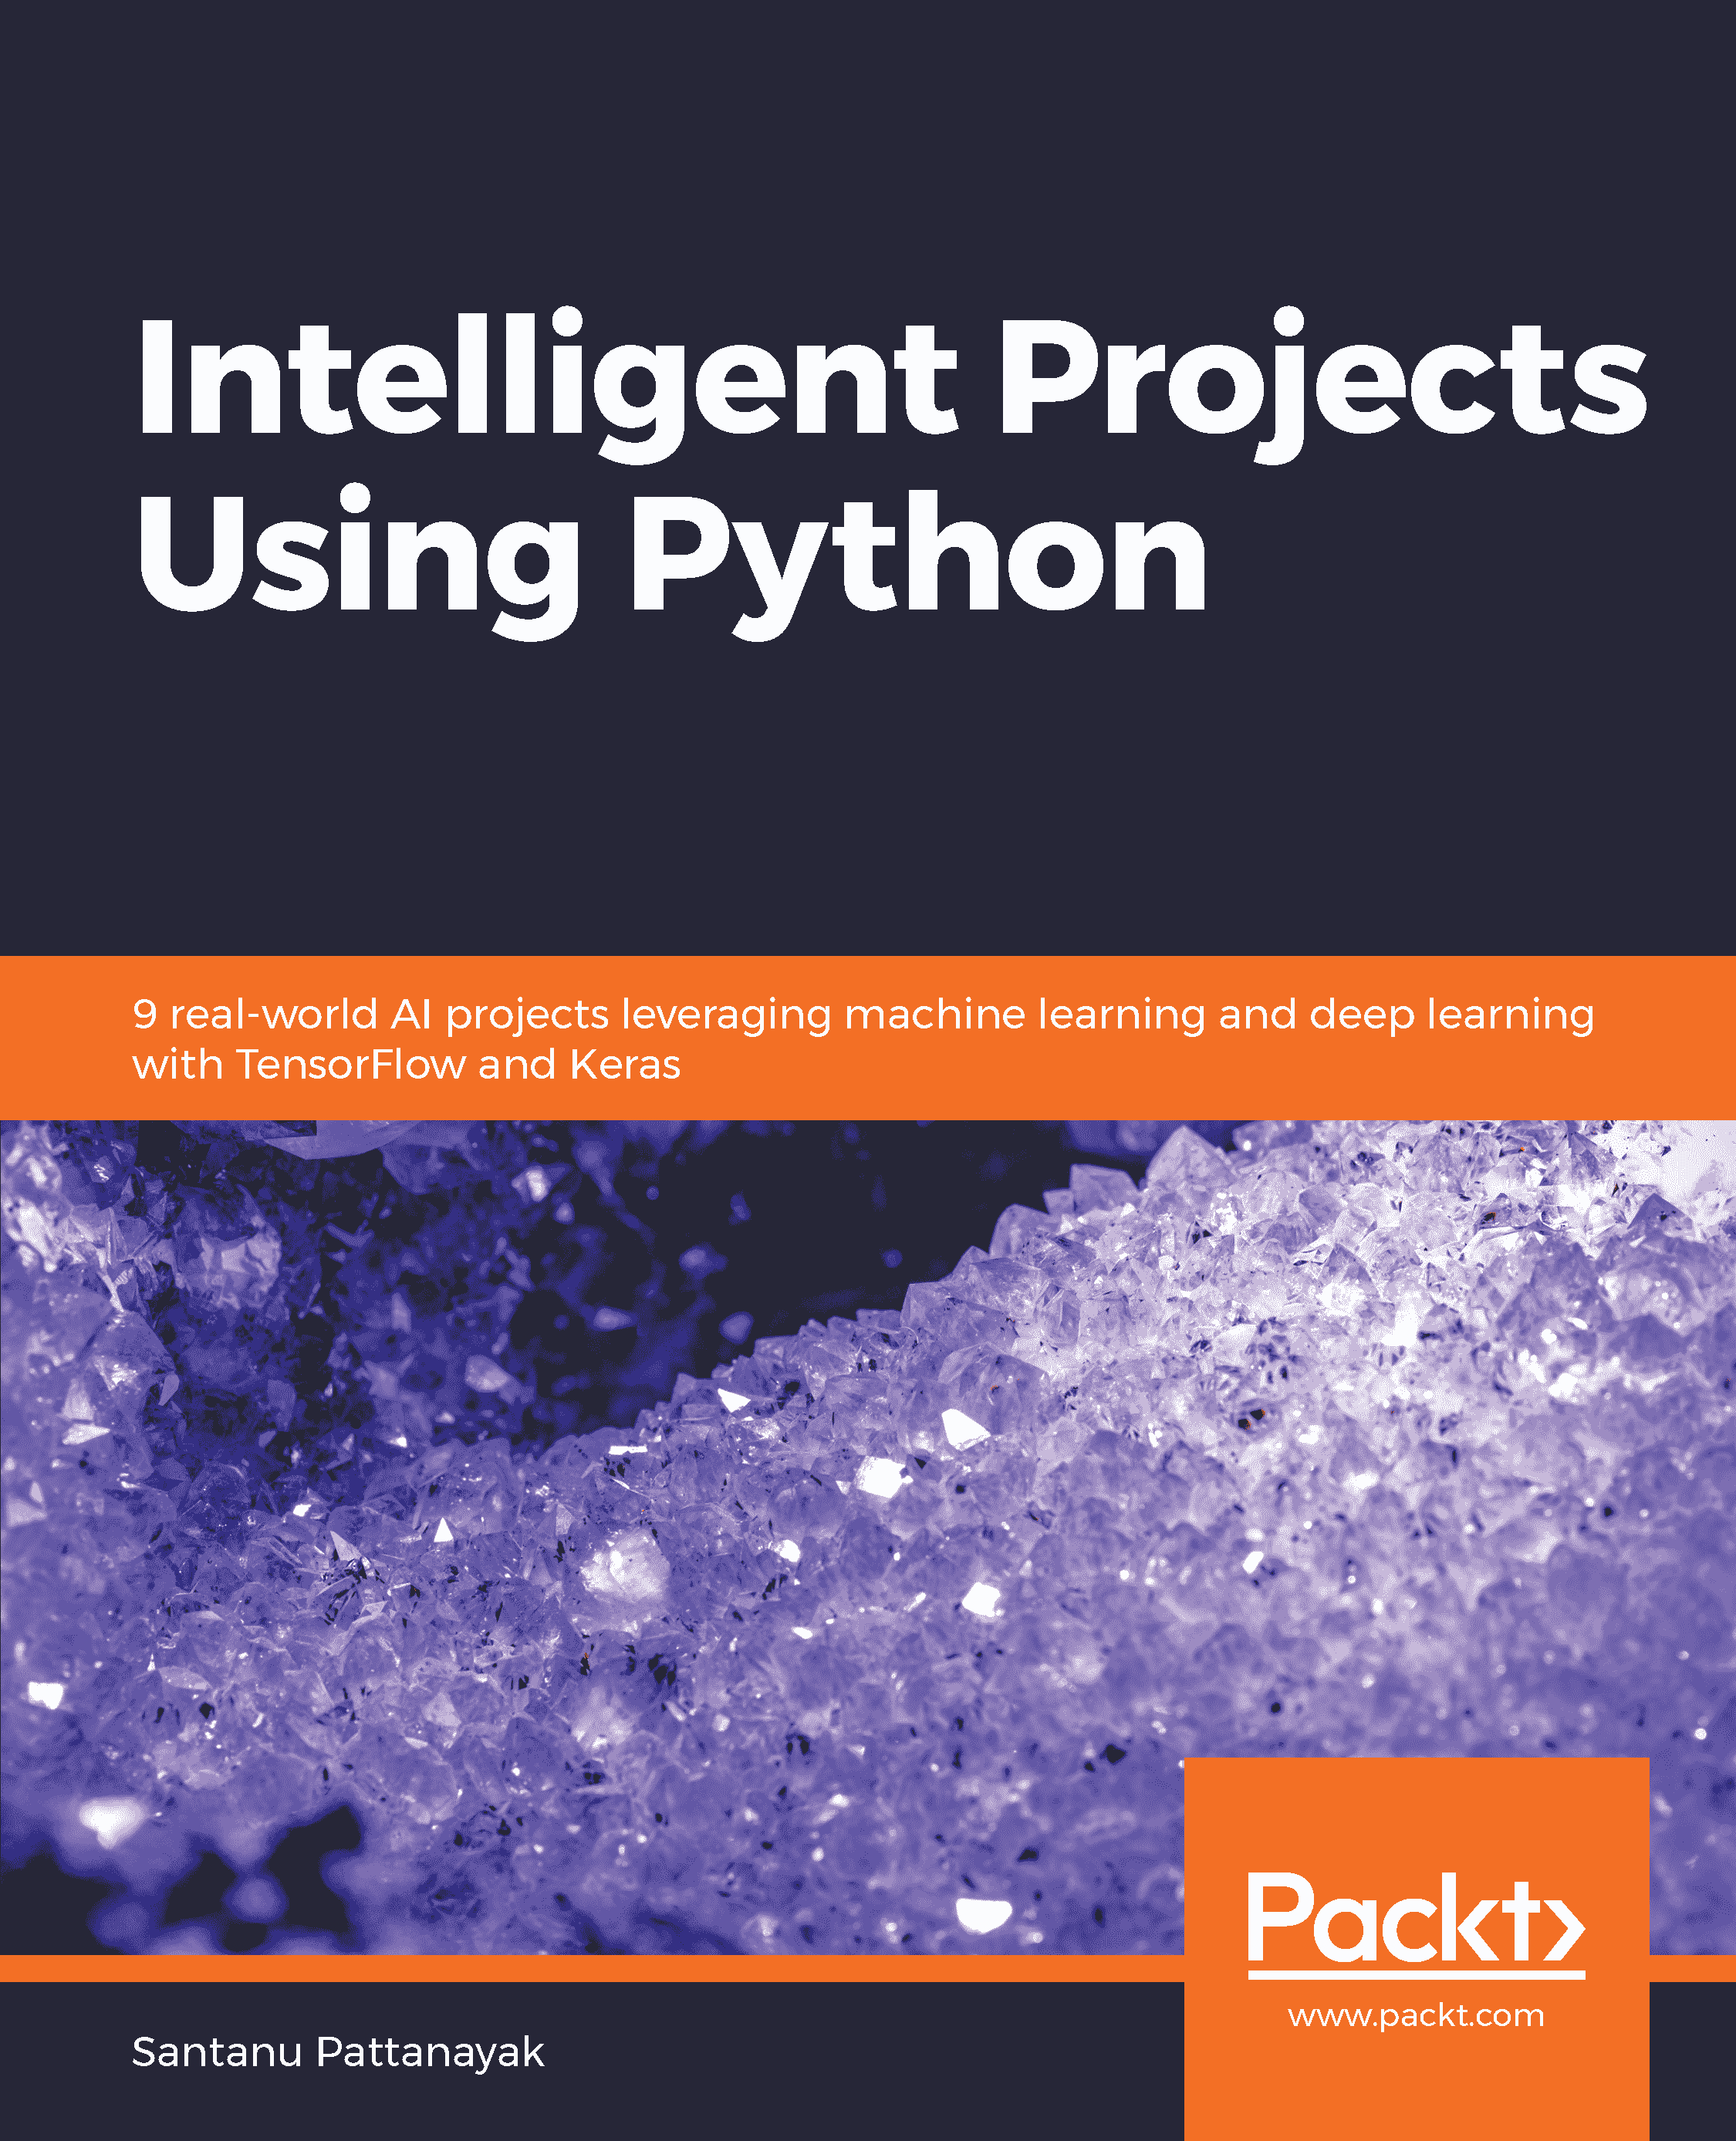 Intelligent Projects
Using Python
9 real-world AI projects leveraging machine learning and deep learning
with TensorFlow and Keras
Packt>
www.packt.com
Santanu Pattanayak